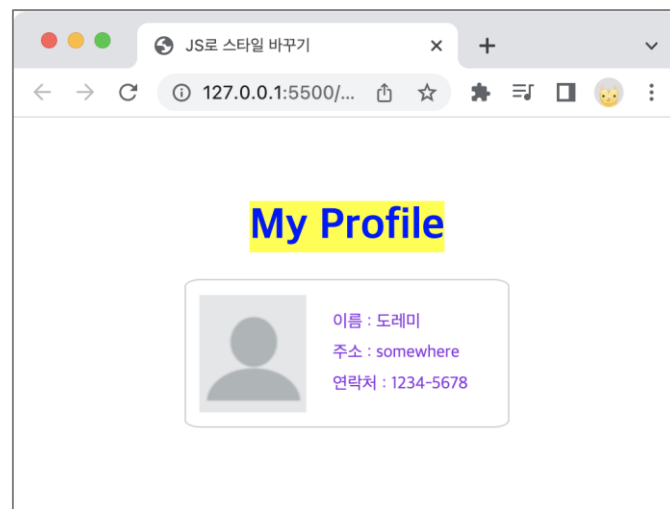 JS로 스타일 바꾸기
127.0.0.1:5500/...
My Profile
이름 : 도레미
주소 : somewhere
연락처 : 1234-5678